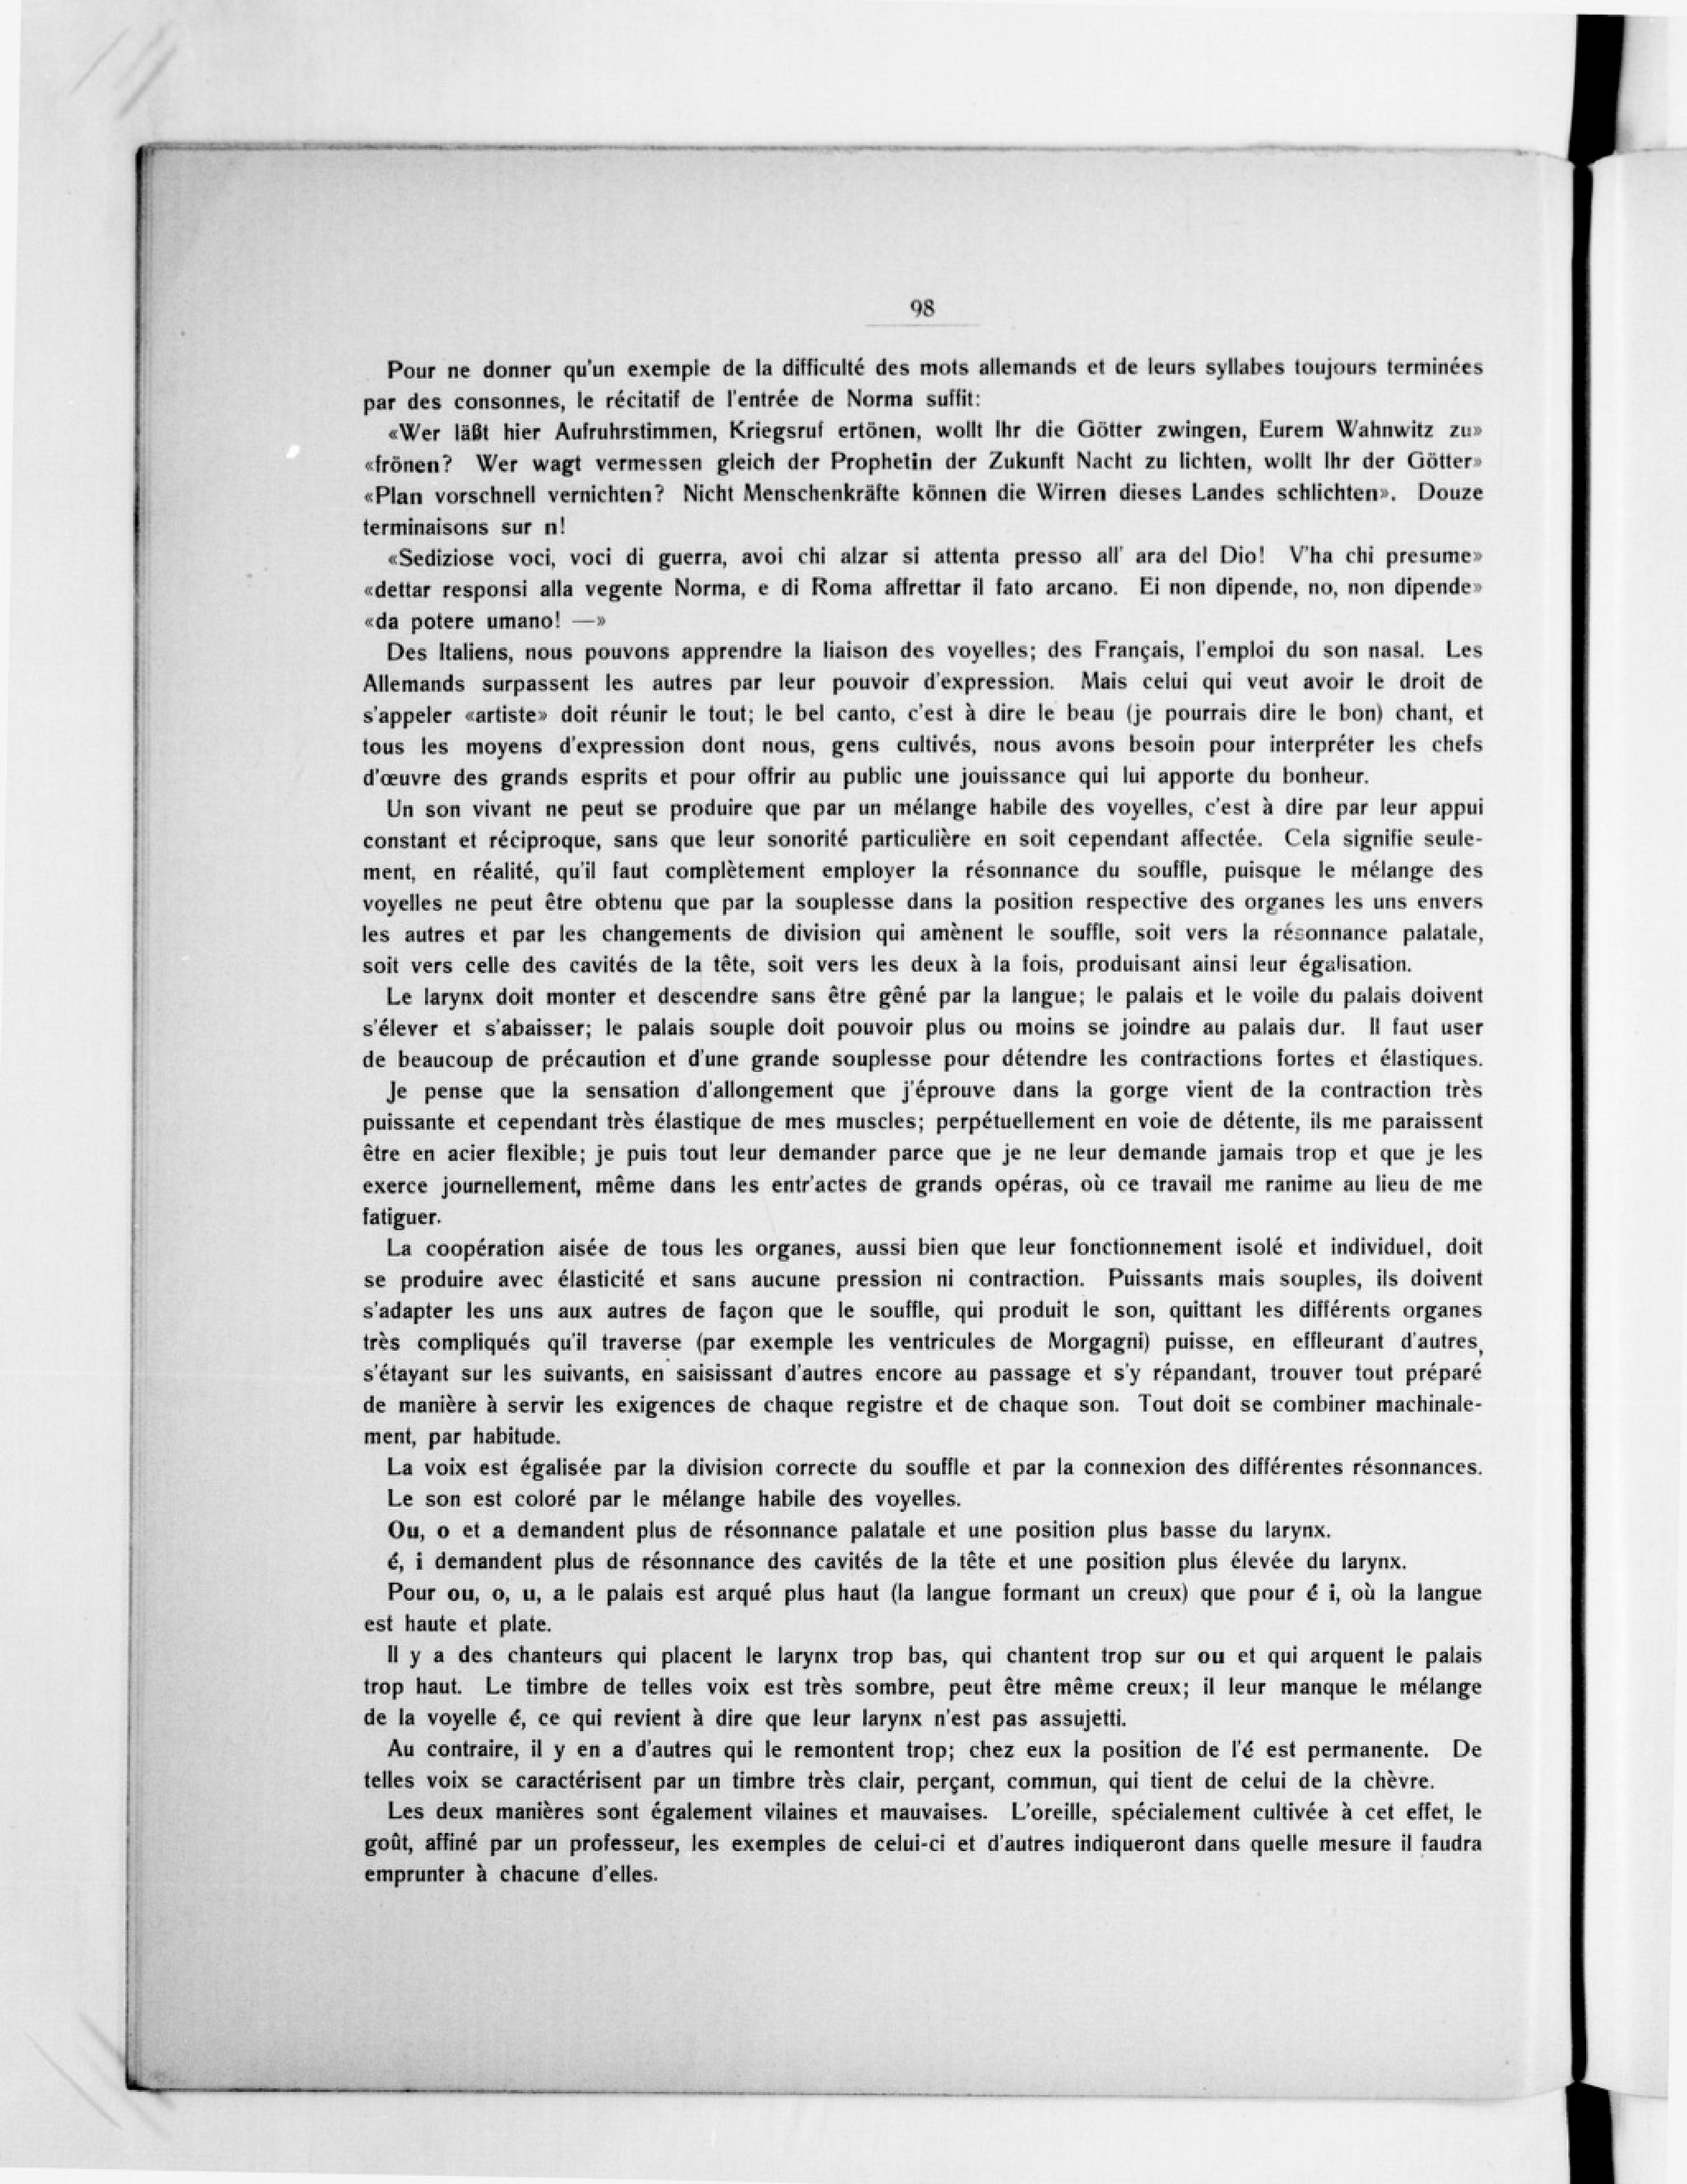 98
Pour ne donner qu'un exemple de la difficulté des mots allemands et de leurs syllabes toujours terminées
par des consonnes, le récitatif de l'entrée de Norma suffit:
«Wer läßt hier Aufruhrstimmen, Kriegsruf ertönen, wollt Ihr die Götter zwingen, Eurem Wahnwitz zu»
«frönen? Wer wagt vermessen gleich der Prophetin der Zukunft Nacht zu lichten, wollt Ihr der Götter»
«Plan vorschnell vernichten? Nicht Menschenkräfte können die Wirren dieses Landes schlichten». Douze
terminaisons sur n!
«Sediziose voci, voci di guerra, avoi chi alzar si attenta presso all' ara del Dio! V'ha chi presume»
«dettar responsi alla vegente Norma, e di Roma affrettar il fato arcano. Ei non dipende, no, non dipende»
«da potere umano! —»
Des Italiens, nous pouvons apprendre la liaison des voyelles; des Français, l'emploi du son nasal. Les
Allemands surpassent les autres par leur pouvoir d'expression. Mais celui qui veut avoir le droit de
s'appeler «artiste» doit réunir le tout; le bel canto, c'est à dire le beau (je pourrais dire le bon) chant, et
tous les moyens d'expression dont nous, gens cultivés, nous avons besoin pour interpréter les chefs
d'œuvre des grands esprits et pour offrir au public une jouissance qui lui apporte du bonheur.
Un son vivant ne peut se produire que par un mélange habile des voyelles, c'est à dire par leur appui
constant et réciproque, sans que leur sonorité particulière en soit cependant affectée. Cela signifie seule-
ment, en réalité, qu'il faut complètement employer la résonnance du souffle, puisque le mélange des
voyelles ne peut être obtenu que par la souplesse dans la position respective des organes les uns envers
les autres et par les changements de division qui amènent le souffle, soit vers la résonnance palatale,
soit vers celle des cavités de la tête, soit vers les deux à la fois, produisant ainsi leur égalisation.
Le larynx doit monter et descendre sans être gêné par la langue; le palais et le voile du palais doivent
s'élever et s'abaisser; le palais souple doit pouvoir plus ou moins se joindre au palais dur. Il faut user
de beaucoup de précaution et d'une grande souplesse pour détendre les contractions fortes et élastiques.
Je pense que la sensation d'allongement que j'éprouve dans la gorge vient de la contraction très
puissante et cependant très élastique de mes muscles; perpétuellement en voie de détente, ils me paraissent
être en acier flexible; je puis tout leur demander parce que je ne leur demande jamais trop et que je les
exerce journellement, même dans les entr'actes de grands opéras, où ce travail me ranime au lieu de me
fatiguer.
La coopération aisée de tous les organes, aussi bien que leur fonctionnement isolé et individuel, doit
se produire avec élasticité et sans aucune pression ni contraction. Puissants mais souples, ils doivent
s'adapter les uns aux autres de façon que le souffle, qui produit le son, quittant les différents organes
très compliqués qu'il traverse (par exemple les ventricules de Morgagni) puisse, en effleurant d'autres,
s'étayant sur les suivants, en saisissant d'autres encore au passage et s'y répandant, trouver tout préparé
de manière à servir les exigences de chaque registre et de chaque son. Tout doit se combiner machinale-
ment, par habitude.
La voix est égalisée par la division correcte du souffle et par la connexion des différentes résonnances.
Le son est coloré par le mélange habile des voyelles.
Ou, o et a demandent plus de résonnance palatale et une position plus basse du larynx.
é, i demandent plus de résonnance des cavités de la tête et une position plus élevée du larynx.
Pour ou, o, u, a le palais est arqué plus haut (la langue formant un creux) que pour é i, où la langue
est haute et plate.
Il y a des chanteurs qui placent le larynx trop bas, qui chantent trop sur ou et qui arquent le palais
trop haut. Le timbre de telles voix est très sombre, peut être même creux; il leur manque le mélange
de la voyelle é, ce qui revient à dire que leur larynx n'est pas assujetti.
Au contraire, il y en a d'autres qui le remontent trop; chez eux la position de l'é est permanente. De
telles voix se caractérisent par un timbre très clair, perçant, commun, qui tient de celui de la chèvre.
Les deux manières sont également vilaines et mauvaises. L'oreille, spécialement cultivée à cet effet, le
goût, affiné par un professeur, les exemples de celui-ci et d'autres indiqueront dans quelle mesure il faudra
emprunter à chacune d'elles.